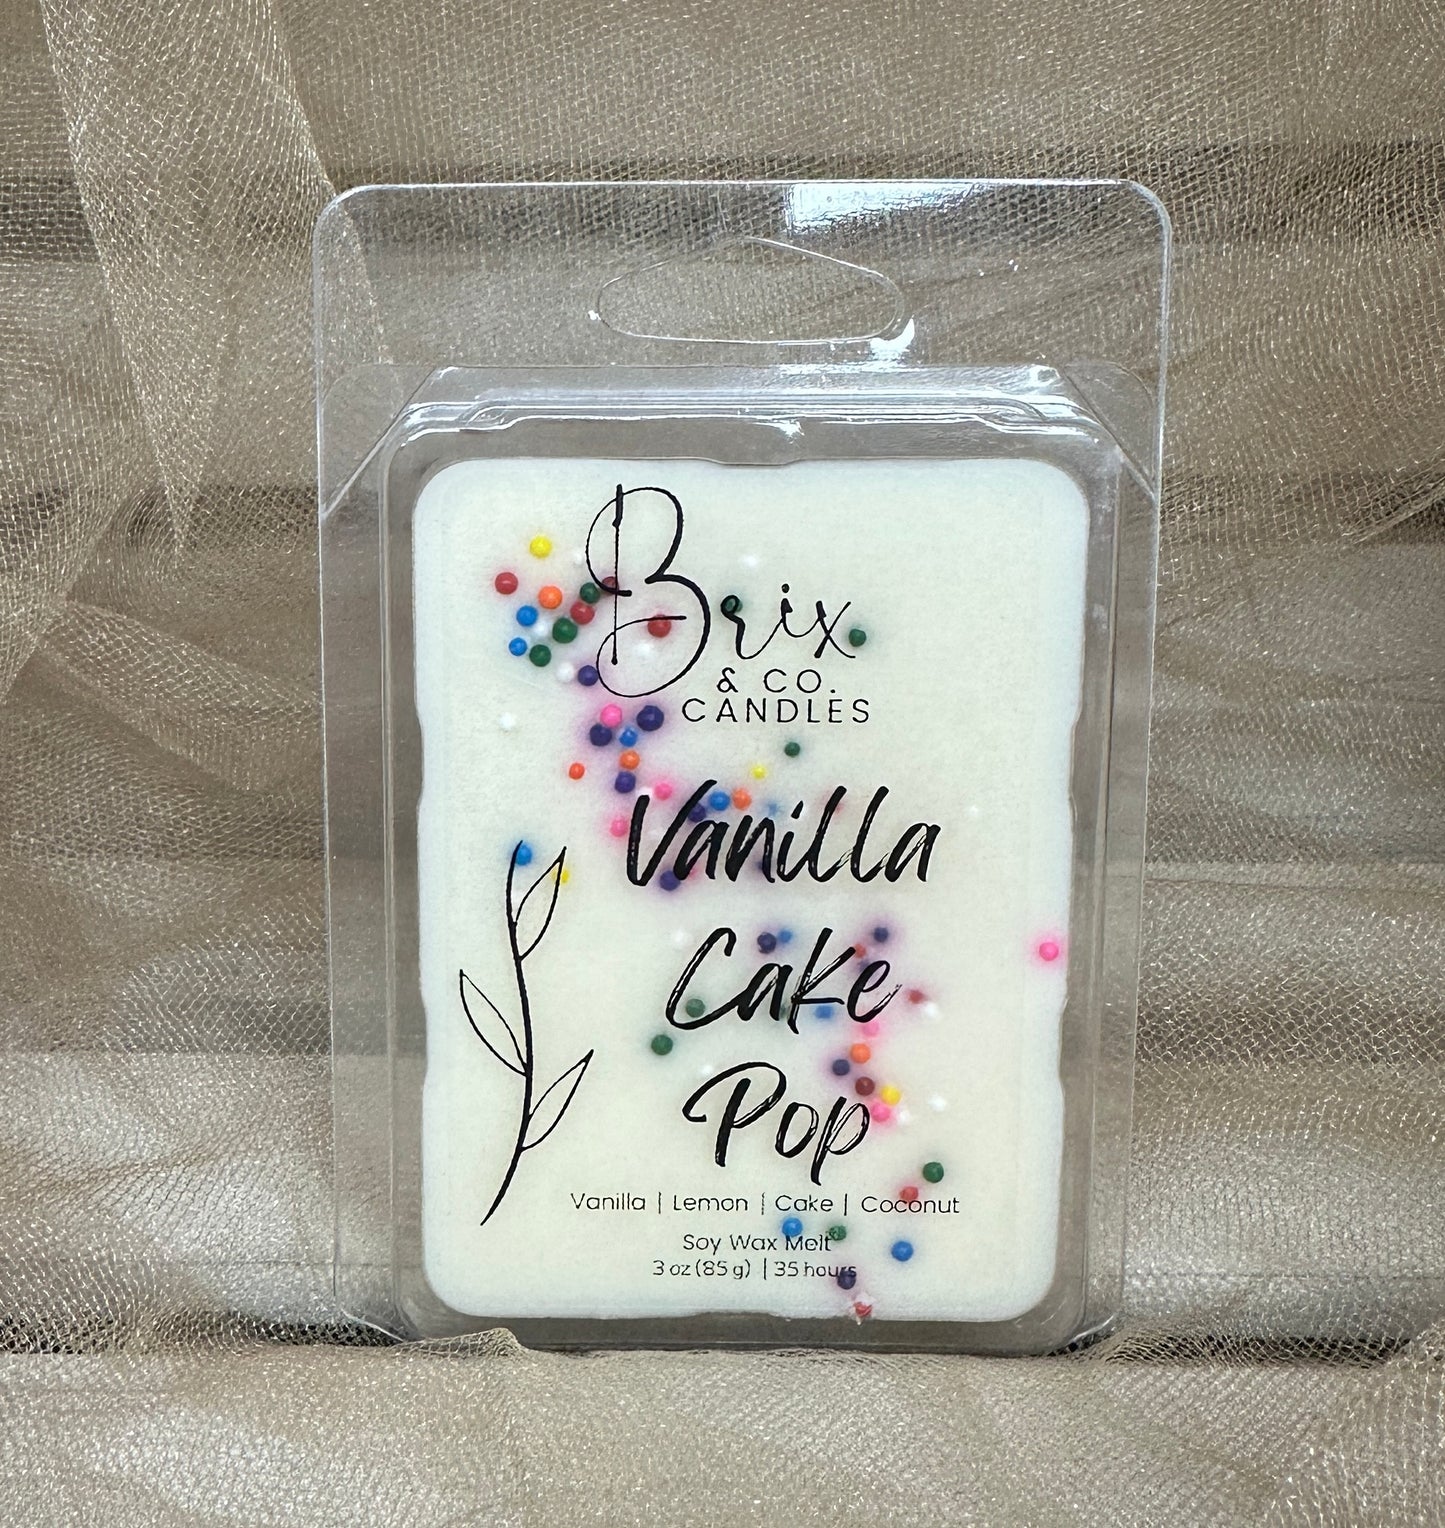 Brix
& CO.
CANDLES
Vanilla
Cake
Pop
Vanilla | Lemon | Cake | Coconut
Soy Wax Melt
3 oz (85 g) | 35 hours